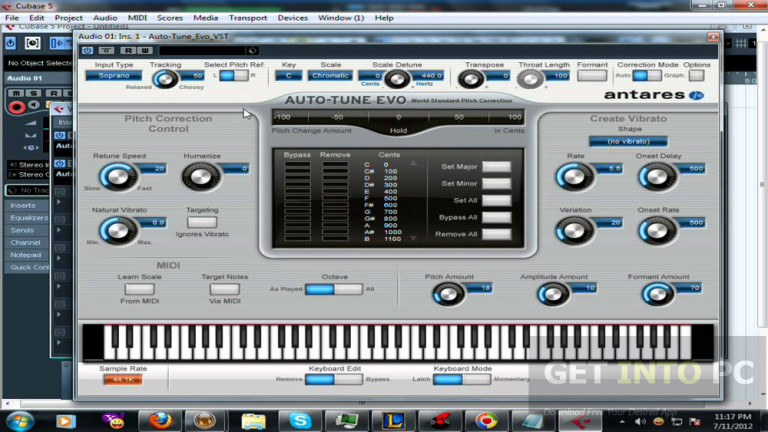 Cubase 5
File Edit Project Audio MIDI Scores Media Transport Devices Window (1) Help
Cubase 5 Project - Untitled1
Audio 01: Ins. 1 - Auto-Tune_Evo_VST
No Object Selected
Audio 01
Stereo In
Stereo Out
Inserts
Equalizers
Sends
Channel
Notepad
Quick Cont
Input Type Tracking Select Pitch Ref. Key Scale Scale Detune Transpose Throat Length Formant Correction Mode Options
Soprano 50 L R C Chromatic 0 440.0 0 100 Auto Graph.
Relaxed Choosy Cents Hertz
antares
AUTO-TUNE EVO World Standard Pitch Correction
-100 -50 0 50 100
Pitch Change Amount Hold in Cents
Pitch Correction Control
Retune Speed Humanize
20 0
Slow Fast
Natural Vibrato Targeting
0.0
Min. Max. Ignores Vibrato
Bypass Remove Cents
C 0
C# 100
D 200
D# 300
E 400
F 500
F# 600
G 700
G# 800
A 900
A# 1000
B 1100
Set Major
Set Minor
Set All
Bypass All
Remove All
Create Vibrato
Shape
(no vibrato)
Rate Onset Delay
5.5 500
Variation Onset Rate
20 500
MIDI
Learn Scale Target Notes Octave
From MIDI Via MIDI As Played All
Pitch Amount Amplitude Amount Formant Amount
18 10 70
Sample Rate Keyboard Edit Keyboard Mode
44.1K Remove Bypass Latch Momentary
GET INTO PC
Download Free Your Desired App
11:17 PM
7/11/2012